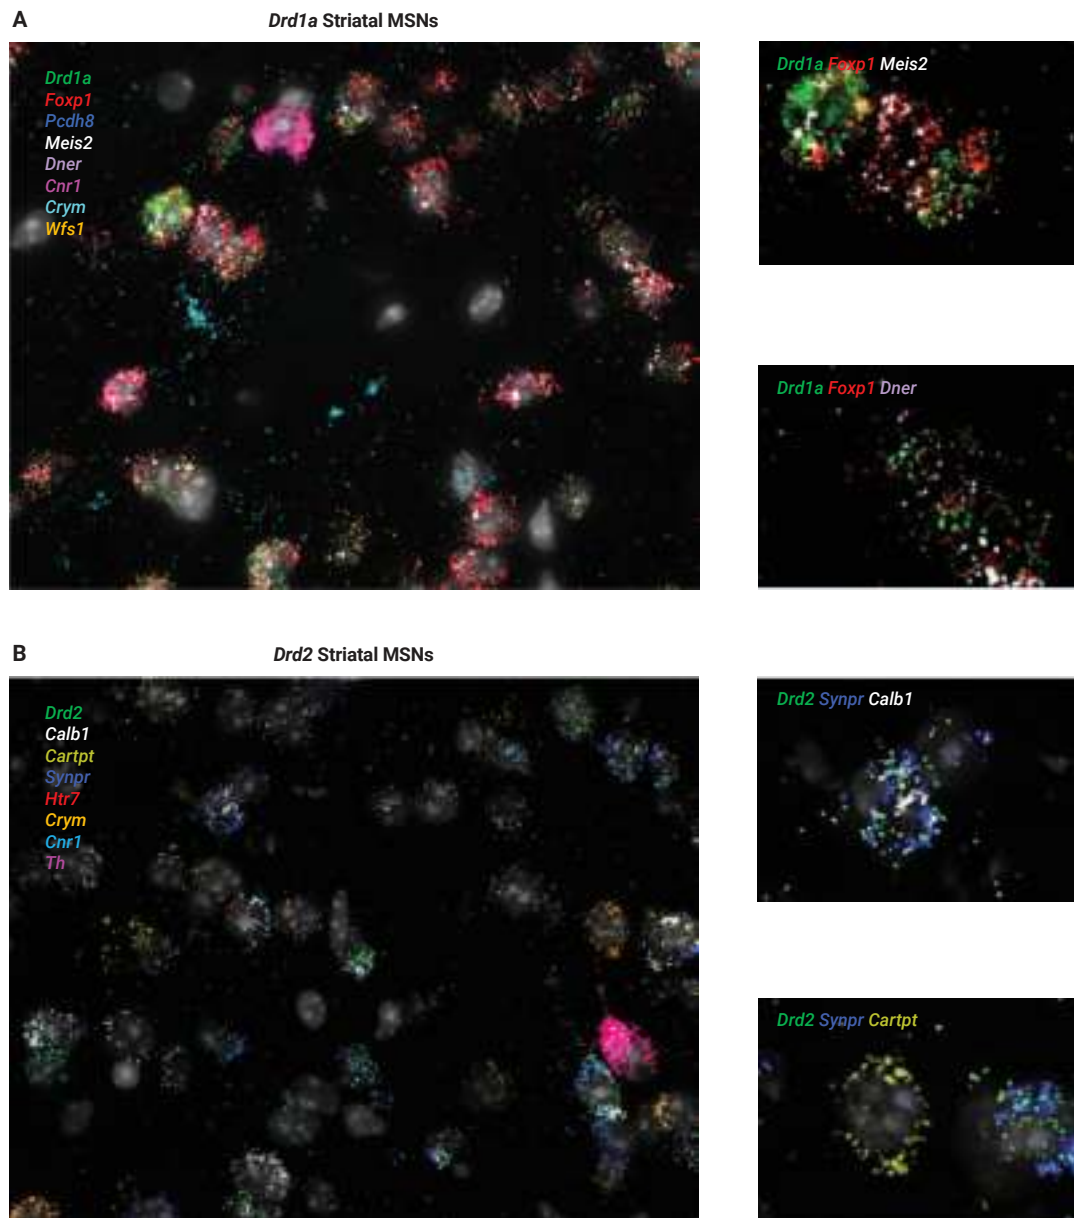 A
Drd1a Striatal MSNs
Drd1a
Foxp1
Pcdh8
Meis2
Dner
Cnr1
Crym
Wfs1
Drd1a Foxp1 Meis2
Drd1a Foxp1 Dner
B
Drd2 Striatal MSNs
Drd2
Calb1
Cartpt
Synpr
Htr7
Crym
Cnr1
Th
Drd2 Synpr Calb1
Drd2 Synpr Cartpt